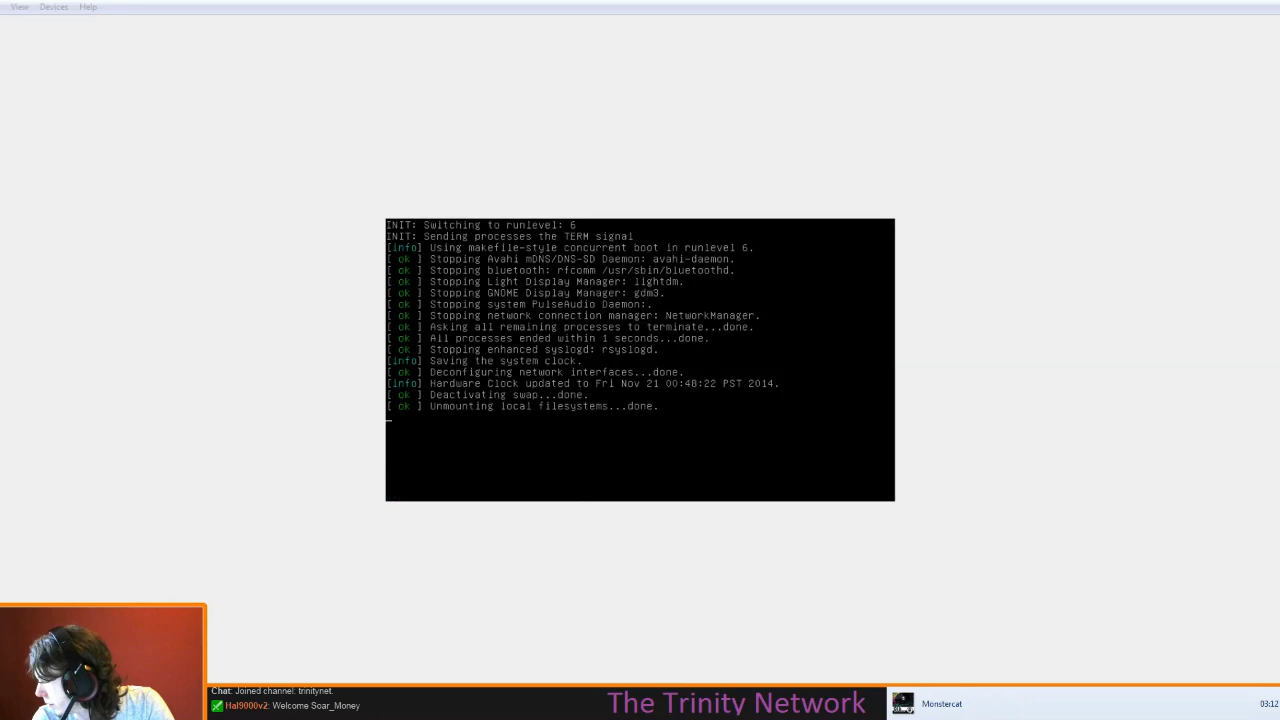 View Devices Help
INIT: Switching to runlevel: 6
INIT: Sending processes the TERM signal
[info] Using makefile-style concurrent boot in runlevel 6.
[ ok ] Stopping Avahi mDNS/DNS-SD Daemon: avahi-daemon.
[ ok ] Stopping bluetooth: rfcomm /usr/sbin/bluetoothd.
[ ok ] Stopping Light Display Manager: lightdm.
[ ok ] Stopping GNOME Display Manager: gdm3.
[ ok ] Stopping system PulseAudio Daemon:.
[ ok ] Stopping network connection manager: NetworkManager.
[ ok ] Asking all remaining processes to terminate...done.
[ ok ] All processes ended within 1 seconds...done.
[ ok ] Stopping enhanced syslogd: rsyslogd.
[info] Saving the system clock.
[ ok ] Deconfiguring network interfaces...done.
[info] Hardware Clock updated to Fri Nov 21 00:48:22 PST 2014.
[ ok ] Deactivating swap...done.
[ ok ] Unmounting local filesystems...done.
Chat: Joined channel: trinitynet.
Hal9000v2: Welcome Soar_Money
The Trinity Network
Monstercat
03:12